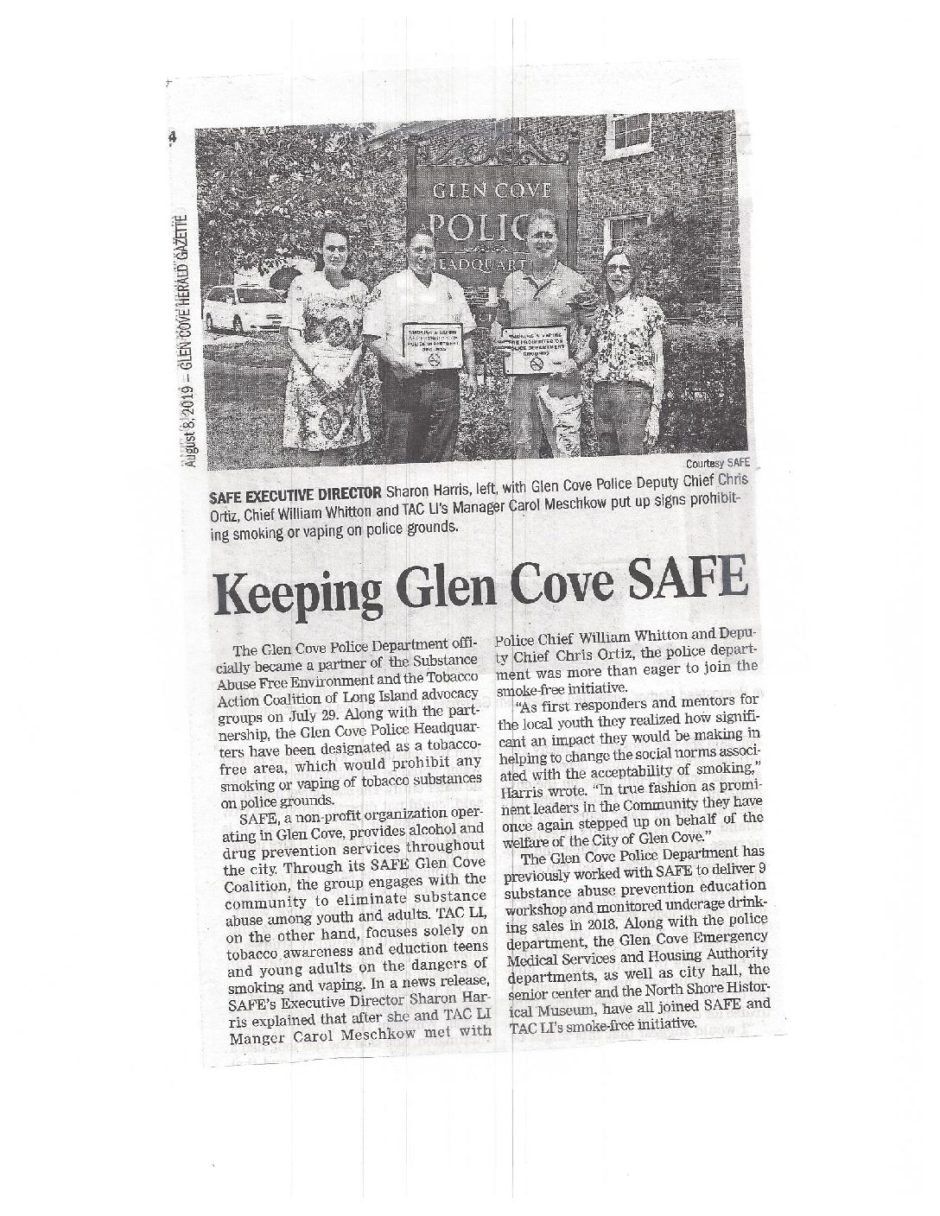 4
August 8, 2019 – GLEN COVE HERALD GAZETTE
GLEN COVE
POLIC
EADQUART
Courtesy SAFE
SAFE EXECUTIVE DIRECTOR Sharon Harris, left, with Glen Cove Police Deputy Chief Chris
Ortiz, Chief William Whitton and TAC LI's Manager Carol Meschkow put up signs prohibit-
ing smoking or vaping on police grounds.
Keeping Glen Cove SAFE
The Glen Cove Police Department offi-
cially became a partner of the Substance
Abuse Free Environment and the Tobacco
Action Coalition of Long Island advocacy
groups on July 29. Along with the part-
nership, the Glen Cove Police Headquar-
ters have been designated as a tobacco-
free area, which would prohibit any
smoking or vaping of tobacco substances
on police grounds.
SAFE, a non-profit organization oper-
ating in Glen Cove, provides alcohol and
drug prevention services throughout
the city. Through its SAFE Glen Cove
Coalition, the group engages with the
community to eliminate substance
abuse among youth and adults. TAC LI,
on the other hand, focuses solely on
tobacco awareness and eduction teens
and young adults on the dangers of
smoking and vaping. In a news release,
SAFE's Executive Director Sharon Har-
ris explained that after she and TAC LI
Manger Carol Meschkow met with
Police Chief William Whitton and Depu-
ty Chief Chris Ortiz, the police depart-
ment was more than eager to join the
smoke-free initiative.
"As first responders and mentors for
the local youth they realized how signifi-
cant an impact they would be making in
helping to change the social norms associ-
ated with the acceptability of smoking,"
Harris wrote. "In true fashion as promi-
nent leaders in the Community they have
once again stepped up on behalf of the
welfare of the City of Glen Cove."
The Glen Cove Police Department has
previously worked with SAFE to deliver 9
substance abuse prevention education
workshop and monitored underage drink-
ing sales in 2018. Along with the police
department, the Glen Cove Emergency
Medical Services and Housing Authority
departments, as well as city hall, the
senior center and the North Shore Histor-
ical Museum, have all joined SAFE and
TAC LI's smoke-free initiative.